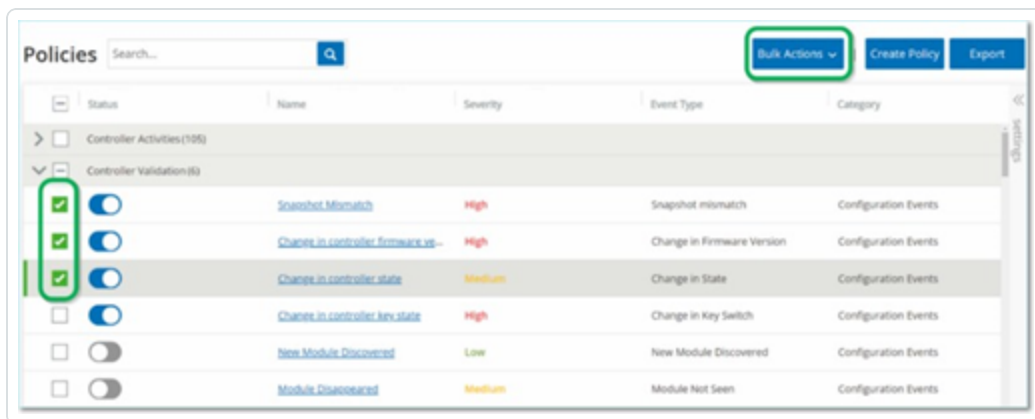 Policies Search... Bulk Actions Create Policy Export
Status Name Severity Event Type Category
Controller Activities (105)
Controller Validation (6)
Snapshot Mismatch High Snapshot mismatch Configuration Events
Change in controller firmware ve... High Change in Firmware Version Configuration Events
Change in controller state Medium Change in State Configuration Events
Change in controller key state High Change in Key Switch Configuration Events
New Module Discovered Low New Module Discovered Configuration Events
Module Disappeared Medium Module Not Seen Configuration Events
settings